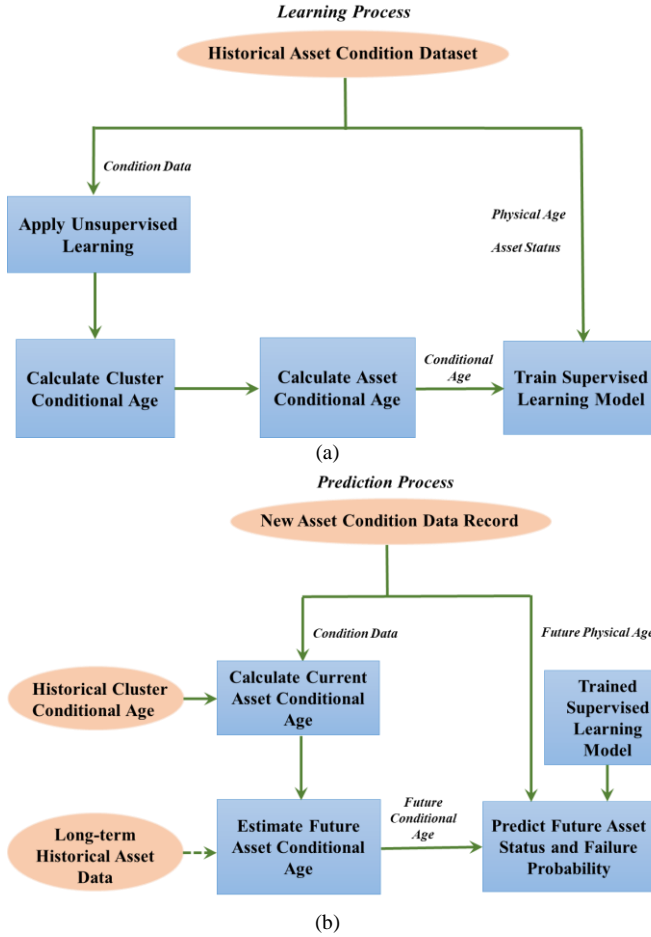 Learning Process
Historical Asset Condition Dataset
Condition Data
Apply Unsupervised
Learning
Physical Age
Asset Status
Calculate Cluster
Conditional Age
Calculate Asset
Conditional Age
Conditional
Age
Train Supervised
Learning Model
(a)
Prediction Process
New Asset Condition Data Record
Condition Data
Future Physical Age
Historical Cluster
Conditional Age
Calculate Current
Asset Conditional
Age
Trained
Supervised
Learning
Model
Long-term
Historical Asset
Data
Estimate Future
Asset Conditional
Age
Future
Conditional
Age
Predict Future Asset
Status and Failure
Probability
(b)